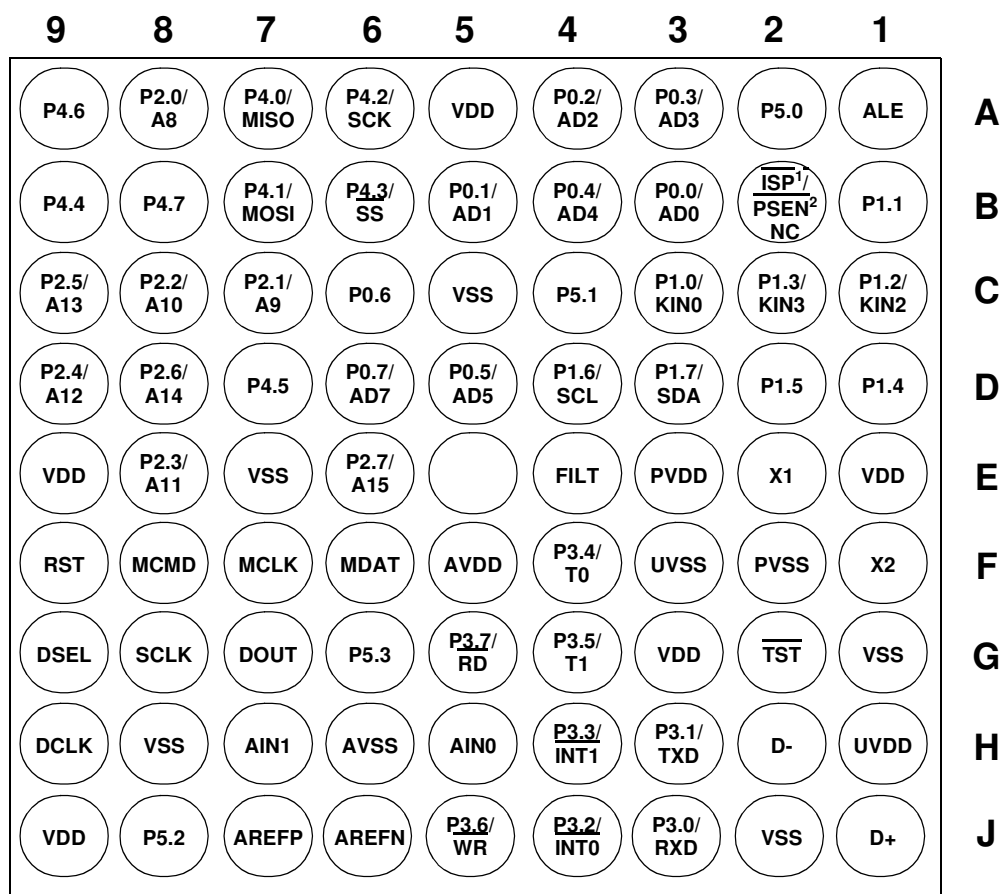 9 8 7 6 5 4 3 2 1
P4.6 P2.0/ P4.0/ P4.2/ VDD P0.2/ P0.3/ P5.0 ALE A
A8 MISO SCK AD2 AD3
P4.4 P4.7 P4.1/ P4.3/ P0.1/ P0.4/ P0.0/ ISP1/ P1.1 B
MOSI SS AD1 AD4 AD0 PSEN2
NC
P2.5/ P2.2/ P2.1/ P0.6 VSS P5.1 P1.0/ P1.3/ P1.2/ C
A13 A10 A9 KIN0 KIN3 KIN2
P2.4/ P2.6/ P4.5 P0.7/ P0.5/ P1.6/ P1.7/ P1.5 P1.4 D
A12 A14 AD7 AD5 SCL SDA
VDD P2.3/ VSS P2.7/ FILT PVDD X1 VDD E
A11 A15
RST MCMD MCLK MDAT AVDD P3.4/ UVSS PVSS X2 F
T0
DSEL SCLK DOUT P5.3 P3.7/ P3.5/ VDD TST VSS G
RD T1
DCLK VSS AIN1 AVSS AIN0 P3.3/ P3.1/ D- UVDD H
INT1 TXD
VDD P5.2 AREFP AREFN P3.6/ P3.2/ P3.0/ VSS D+ J
WR INT0 RXD